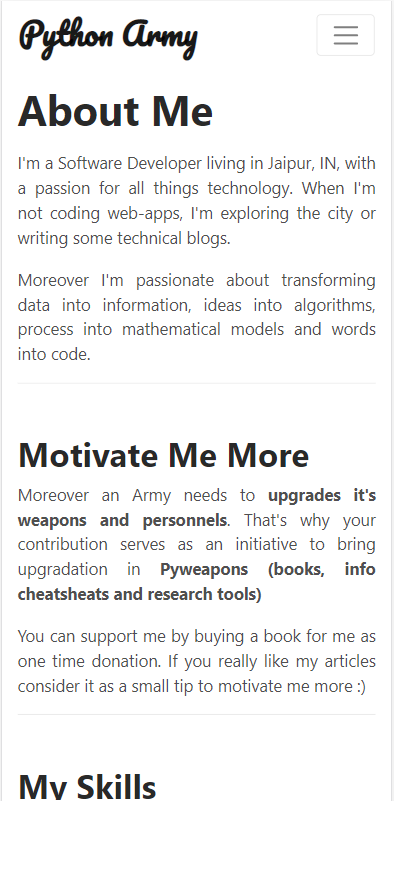 Python Army
About Me
I'm a Software Developer living in Jaipur, IN, with
a passion for all things technology. When I'm
not coding web-apps, I'm exploring the city or
writing some technical blogs.
Moreover I'm passionate about transforming
data into information, ideas into algorithms,
process into mathematical models and words
into code.
Motivate Me More
Moreover an Army needs to upgrades it's
weapons and personnels. That's why your
contribution serves as an initiative to bring
upgradation in Pyweapons (books, info
cheatsheats and research tools)
You can support me by buying a book for me as
one time donation. If you really like my articles
consider it as a small tip to motivate me more :)
My Skills